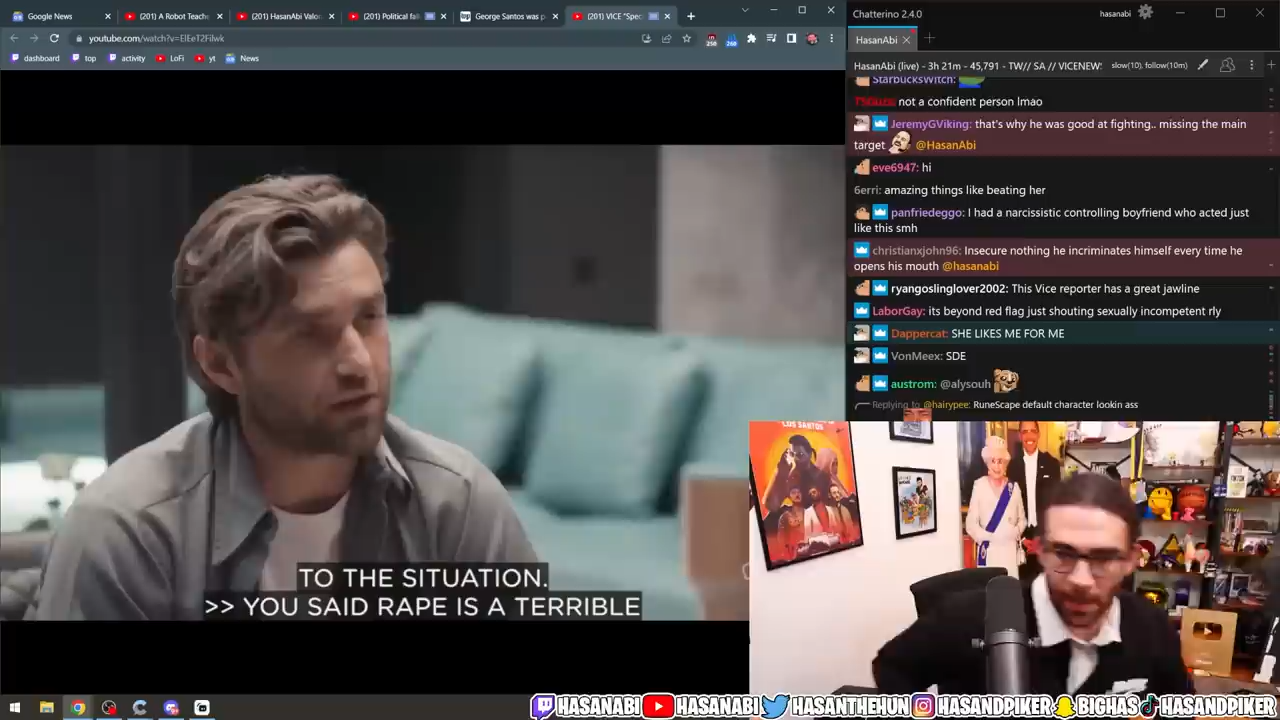 Google News
(201) A Robot Teache
(201) HasanAbi Valor
(201) Political fail
George Santos was p
(201) VICE "Spec
youtube.com/watch?v=ElEeT2Filwk
dashboard
top
activity
LoFi
yt
News
TO THE SITUATION.
>> YOU SAID RAPE IS A TERRIBLE
Chatterino 2.4.0
hasanabi
HasanAbi
HasanAbi (live) - 3h 21m - 45,791 - TW// SA // VICENEWS
slow(10), follow(10m)
StarbucksWitch:
not a confident person lmao
JeremyGViking: that's why he was good at fighting.. missing the main
target @HasanAbi
eve6947: hi
6erri: amazing things like beating her
panfriedeggo: I had a narcissistic controlling boyfriend who acted just
like this smh
christianxjohn96: Insecure nothing he incriminates himself every time he
opens his mouth @hasanabi
ryangoslinglover2002: This Vice reporter has a great jawline
LaborGay: its beyond red flag just shouting sexually incompetent rly
Dappercat: SHE LIKES ME FOR ME
VonMeex: SDE
austrom: @alysouh
Replying to @hairypee: RuneScape default character lookin ass
LOS SANTOS
HASANABI
HASANABI
HASANTHEHUN
HASANDPIKER
BIGHAS
HASANDPIKER